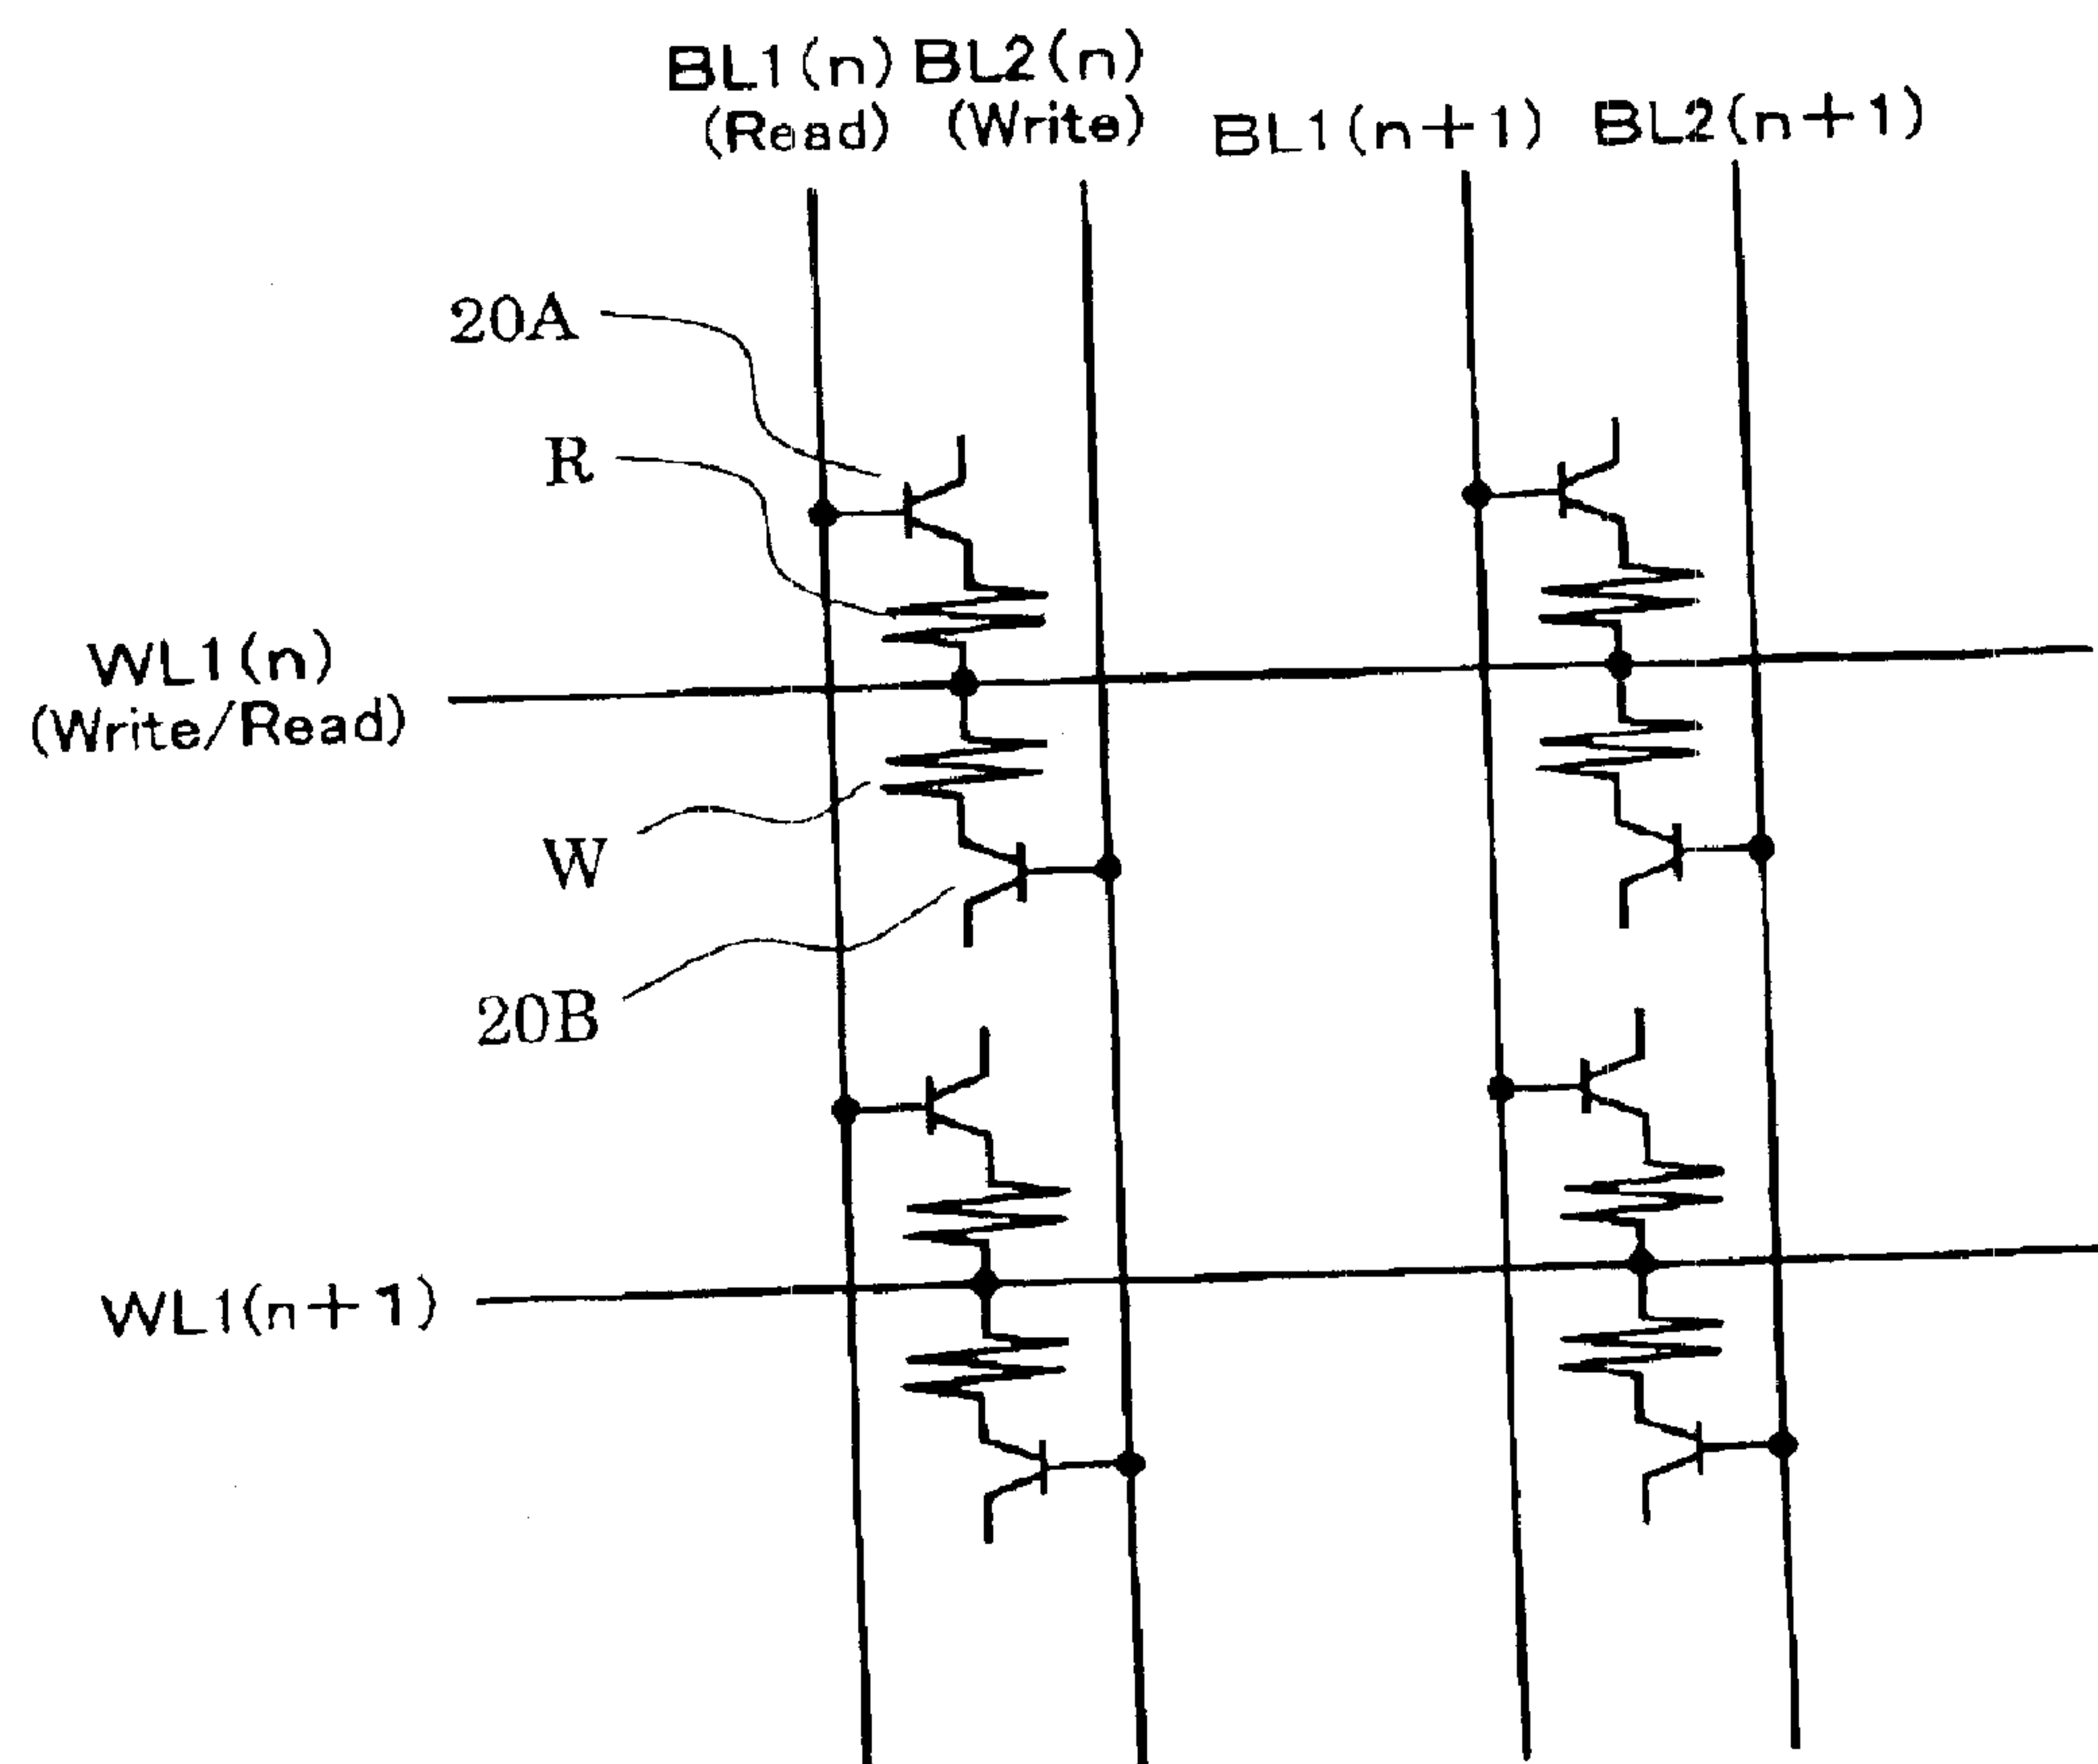 BL1(n) BL2(n)
(Read) (Write) BL1(n+1) BL2(n+1)
20A
R
WL1(n)
(Write/Read)
W
20B
WL1(n+1)